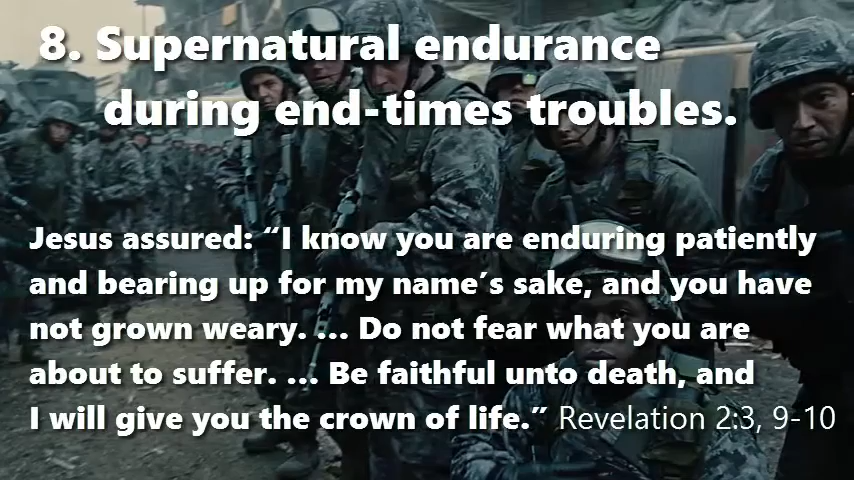 8. Supernatural endurance
during end-times troubles.
Jesus assured: “I know you are enduring patiently
and bearing up for my name´s sake, and you have
not grown weary. … Do not fear what you are
about to suffer. … Be faithful unto death, and
I will give you the crown of life.” Revelation 2:3, 9-10